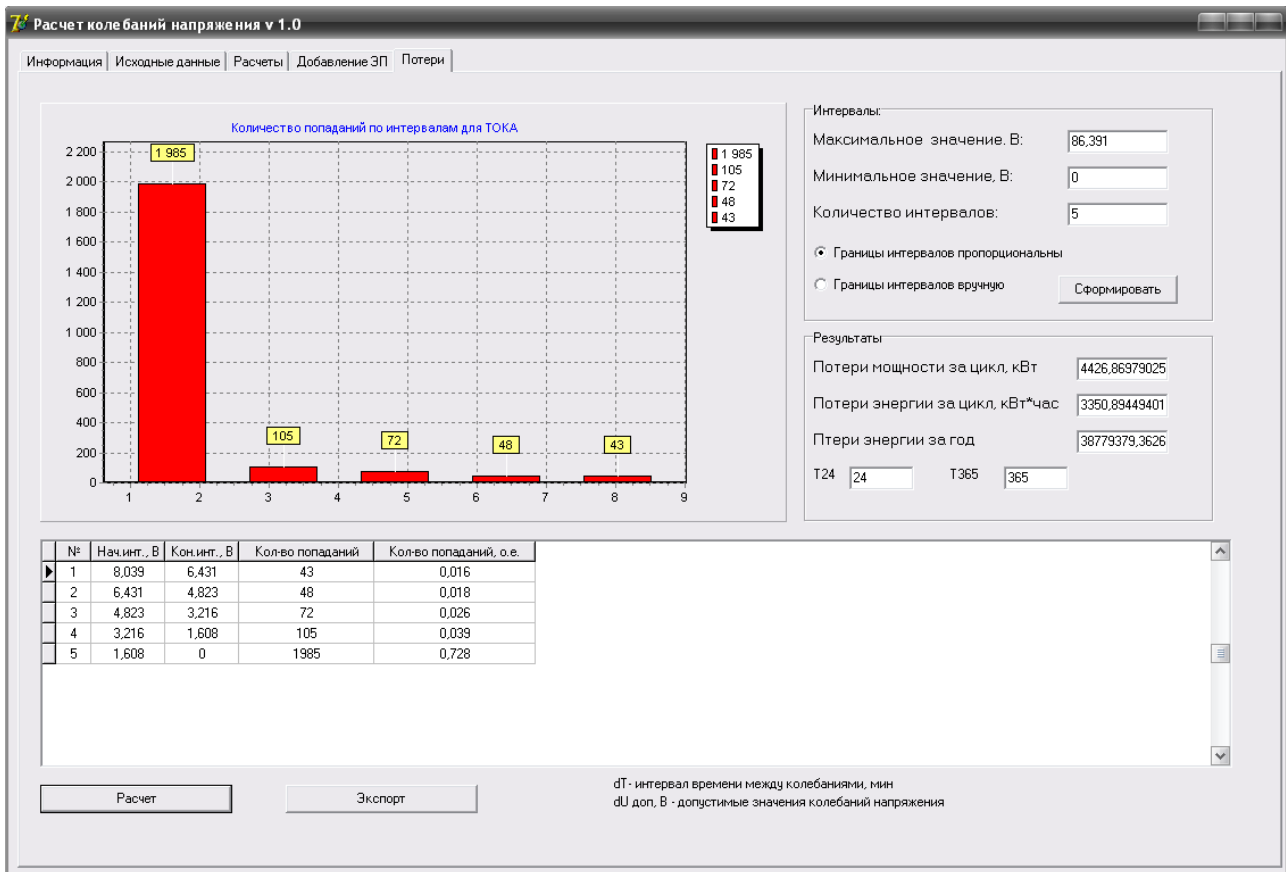 Расчет колебаний напряжения v 1.0
Информация Исходные данные Расчеты Добавление ЭП Потери
Количество попаданий по интервалам для ТОКА
2 200
2 000
1 800
1 600
1 400
1 200
1 000
800
600
400
200
0
1 985
105
72
48
43
1 2 3 4 5 6 7 8 9
1 985
105
72
48
43
Интервалы:
Максимальное значение. В: 86,391
Минимальное значение, В: 0
Количество интервалов: 5
Границы интервалов пропорциональны
Границы интервалов вручную Сформировать
Результаты
Потери мощности за цикл, кВт 4426,86979025
Потери энергии за цикл, кВт*час 3350,89449401
Птери энергии за год 38779379,3626
T24 24 T365 365
№ Нач.инт., В Кон.инт., В Кол-во попаданий Кол-во попаданий, о.е.
1 8,039 6,431 43 0,016
2 6,431 4,823 48 0,018
3 4,823 3,216 72 0,026
4 3,216 1,608 105 0,039
5 1,608 0 1985 0,728
Расчет Экспорт
dT- интервал времени между колебаниями, мин
dU доп, В - допустимые значения колебаний напряжения